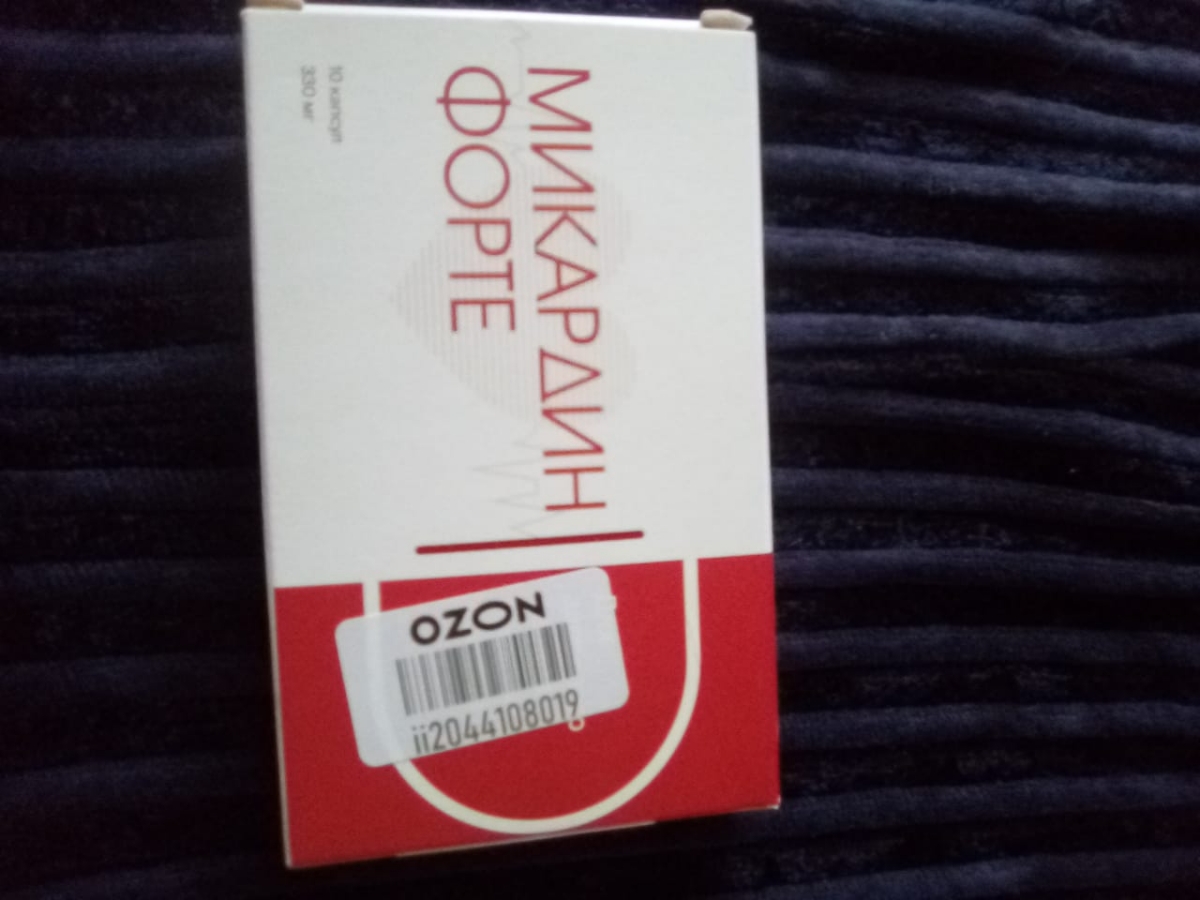 МИКАРДИН
ФОРТЕ
10 капсул
330 мг
OZON
ii2044108019